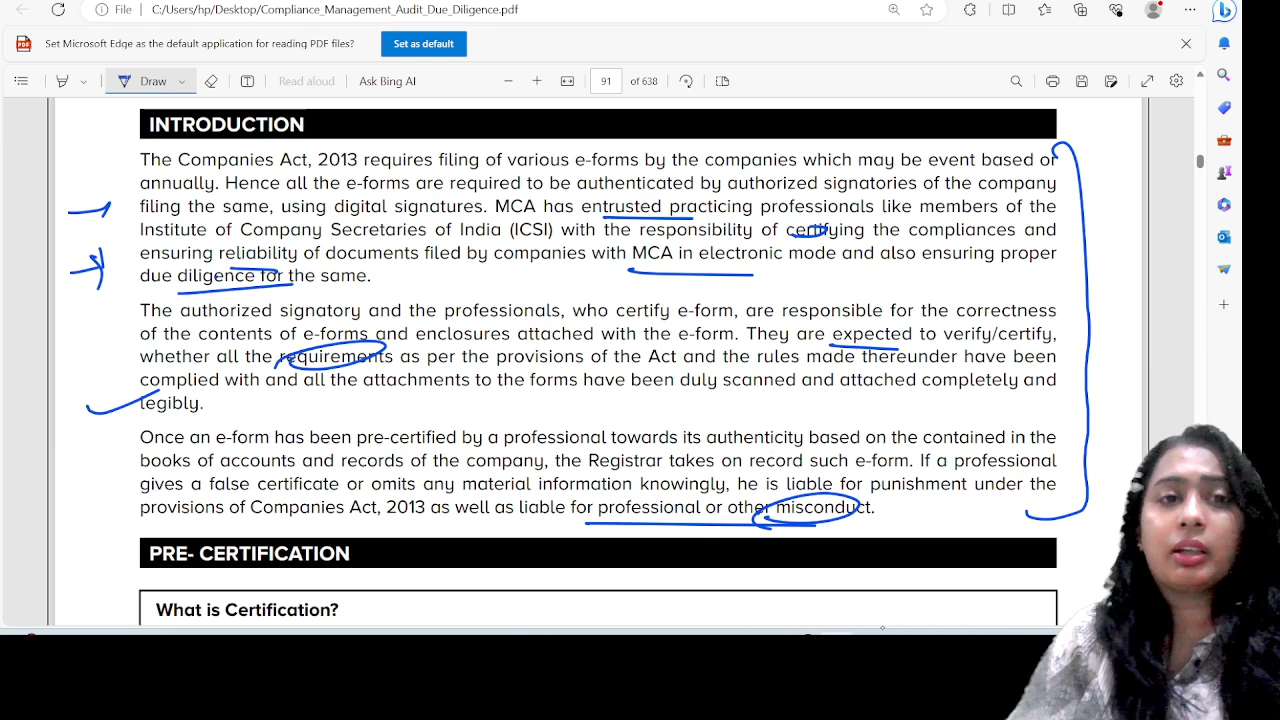 File
C:/Users/hp/Desktop/Compliance_Management_Audit_Due_Diligence.pdf
Set Microsoft Edge as the default application for reading PDF files?
Set as default
Draw
Read aloud
Ask Bing AI
91 of 638
INTRODUCTION
The Companies Act, 2013 requires filing of various e-forms by the companies which may be event based or
annually. Hence all the e-forms are required to be authenticated by authorized signatories of the company
filing the same, using digital signatures. MCA has entrusted practicing professionals like members of the
Institute of Company Secretaries of India (ICSI) with the responsibility of certifying the compliances and
ensuring reliability of documents filed by companies with MCA in electronic mode and also ensuring proper
due diligence for the same.
The authorized signatory and the professionals, who certify e-form, are responsible for the correctness
of the contents of e-forms and enclosures attached with the e-form. They are expected to verify/certify,
whether all the requirements as per the provisions of the Act and the rules made thereunder have been
complied with and all the attachments to the forms have been duly scanned and attached completely and
legibly.
Once an e-form has been pre-certified by a professional towards its authenticity based on the contained in the
books of accounts and records of the company, the Registrar takes on record such e-form. If a professional
gives a false certificate or omits any material information knowingly, he is liable for punishment under the
provisions of Companies Act, 2013 as well as liable for professional or other misconduct.
PRE- CERTIFICATION
What is Certification?